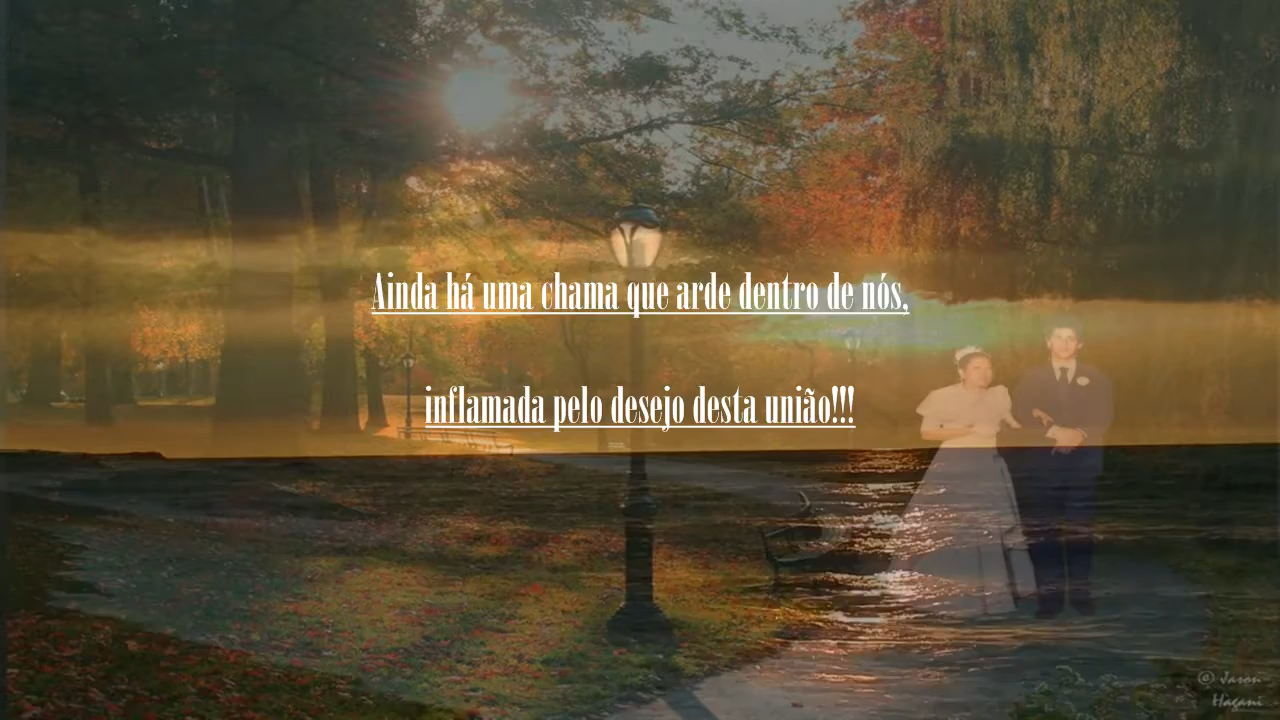 Ainda há uma chama que arde dentro de nós,
inflamada pelo desejo desta união!!!
© Jason
Hagani